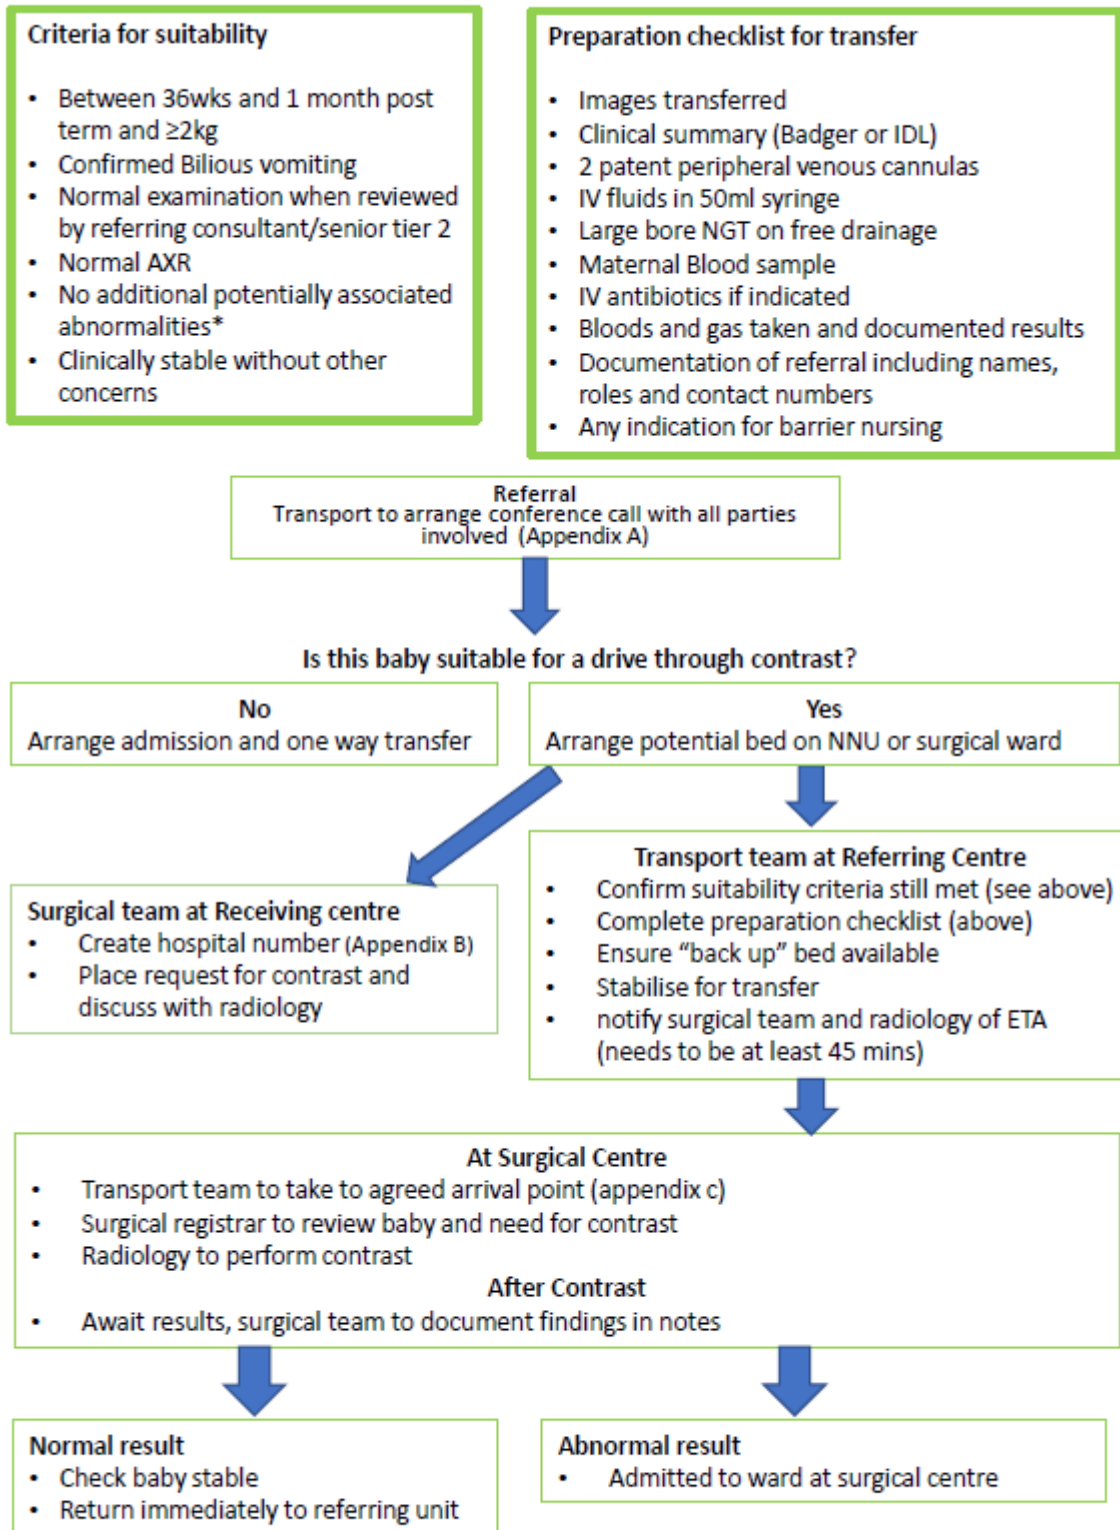 Criteria for suitability
• Between 36wks and 1 month post
term and ≥2kg
• Confirmed Bilious vomiting
• Normal examination when reviewed
by referring consultant/senior tier 2
• Normal AXR
• No additional potentially associated
abnormalities*
• Clinically stable without other
concerns
Preparation checklist for transfer
• Images transferred
• Clinical summary (Badger or IDL)
• 2 patent peripheral venous cannulas
• IV fluids in 50ml syringe
• Large bore NGT on free drainage
• Maternal Blood sample
• IV antibiotics if indicated
• Bloods and gas taken and documented results
• Documentation of referral including names,
roles and contact numbers
• Any indication for barrier nursing
Referral
Transport to arrange conference call with all parties
involved (Appendix A)
Is this baby suitable for a drive through contrast?
No
Arrange admission and one way transfer
Yes
Arrange potential bed on NNU or surgical ward
Surgical team at Receiving centre
• Create hospital number (Appendix B)
• Place request for contrast and
discuss with radiology
Transport team at Referring Centre
• Confirm suitability criteria still met (see above)
• Complete preparation checklist (above)
• Ensure “back up” bed available
• Stabilise for transfer
• notify surgical team and radiology of ETA
(needs to be at least 45 mins)
At Surgical Centre
• Transport team to take to agreed arrival point (appendix c)
• Surgical registrar to review baby and need for contrast
• Radiology to perform contrast
After Contrast
• Await results, surgical team to document findings in notes
Normal result
• Check baby stable
• Return immediately to referring unit
Abnormal result
• Admitted to ward at surgical centre